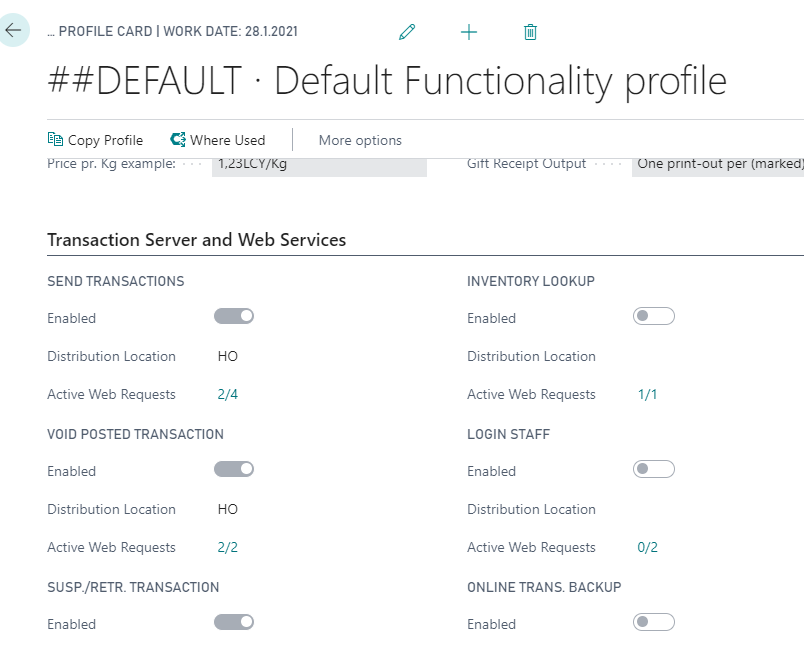 ... PROFILE CARD | WORK DATE: 28.1.2021
##DEFAULT · Default Functionality profile
Copy Profile Where Used More options
Price pr. Kg example: 1,23LCY/Kg Gift Receipt Output One print-out per (marked)
Transaction Server and Web Services
SEND TRANSACTIONS INVENTORY LOOKUP
Enabled Enabled
Distribution Location HO Distribution Location
Active Web Requests 2/4 Active Web Requests 1/1
VOID POSTED TRANSACTION LOGIN STAFF
Enabled Enabled
Distribution Location HO Distribution Location
Active Web Requests 2/2 Active Web Requests 0/2
SUSP./RETR. TRANSACTION ONLINE TRANS. BACKUP
Enabled Enabled